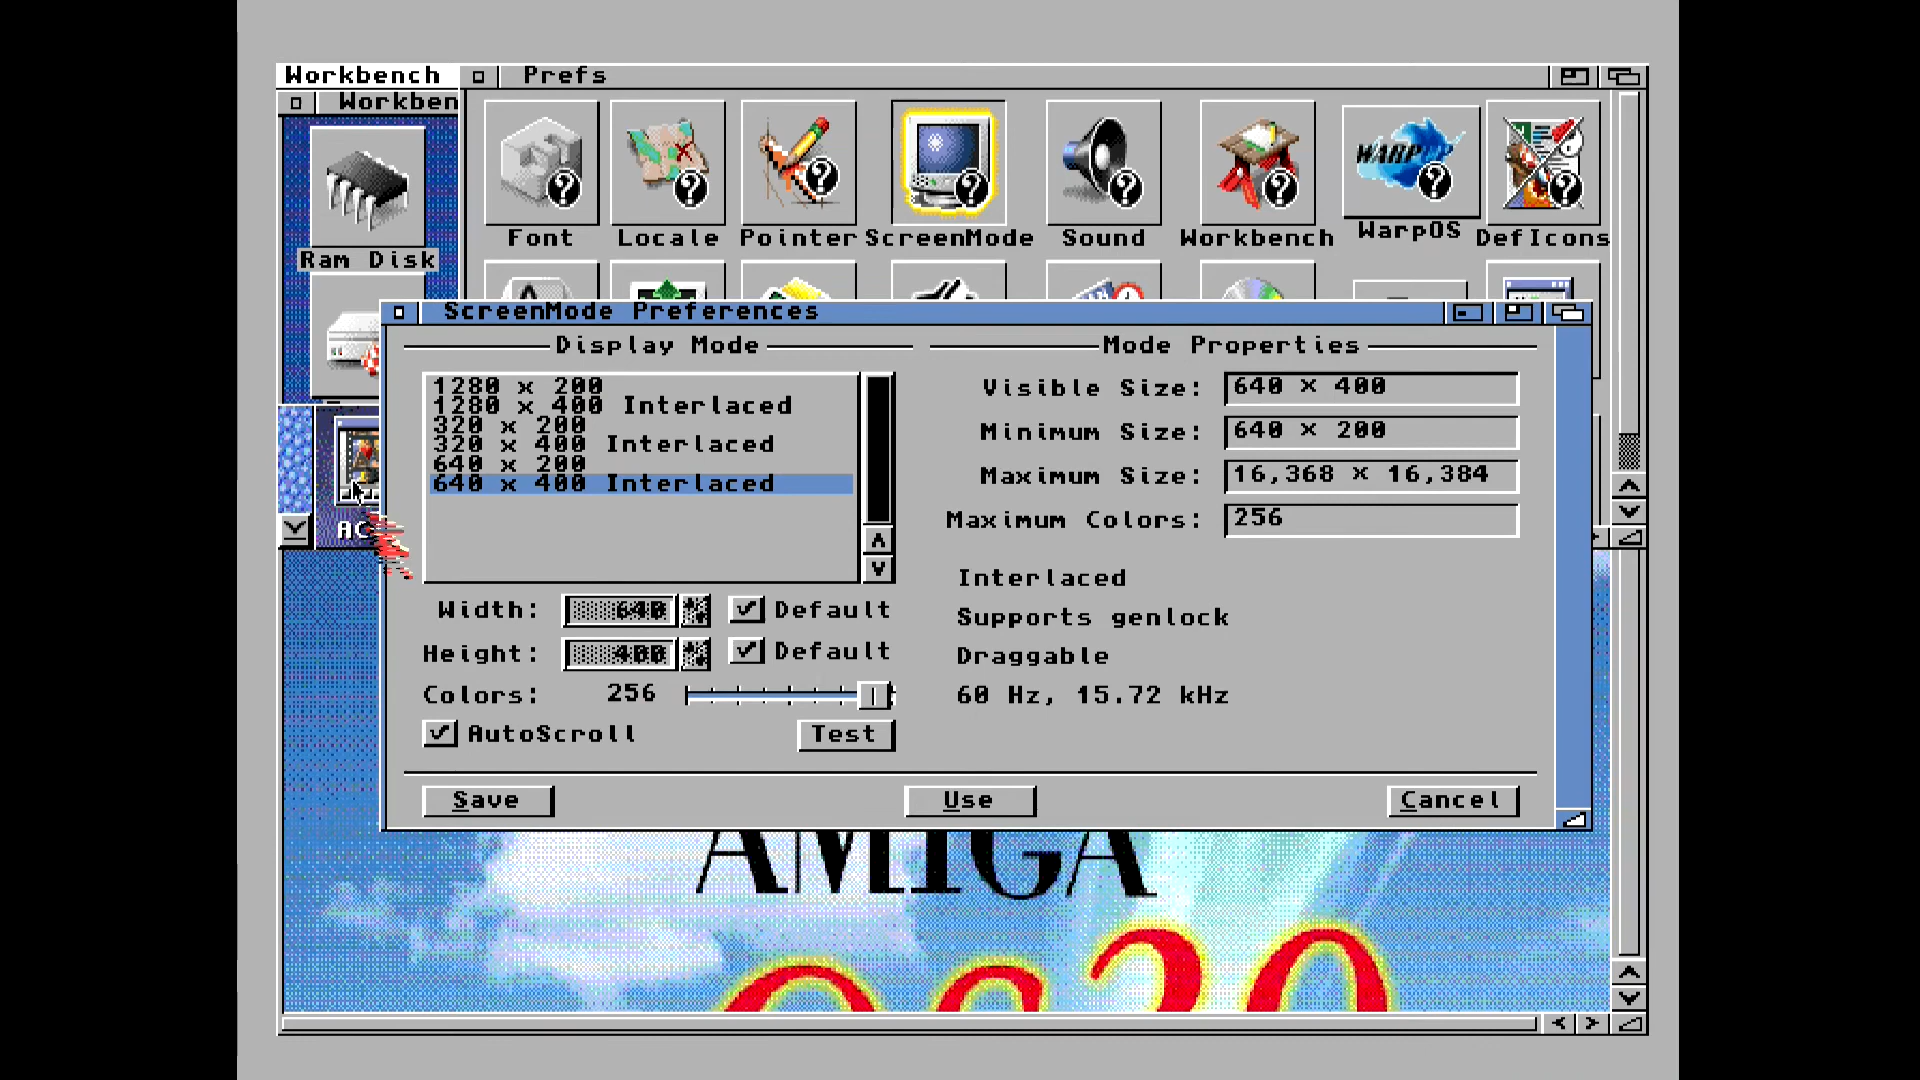 Workbench
Prefs
Workben
Font
Locale
Pointer
ScreenMode
Sound
Workbench
WARP
WarpOS
DefIcons
Ram Disk
ScreenMode Preferences
Display Mode
1280 x 200
1280 x 400 Interlaced
320 x 200
320 x 400 Interlaced
640 x 200
640 x 400 Interlaced
Width: 640 Default
Height: 400 Default
Colors: 256
AutoScroll
Test
Mode Properties
Visible Size: 640 × 400
Minimum Size: 640 × 200
Maximum Size: 16,368 × 16,384
Maximum Colors: 256
Interlaced
Supports genlock
Draggable
60 Hz, 15.72 kHz
Save
Use
Cancel
AMIGA